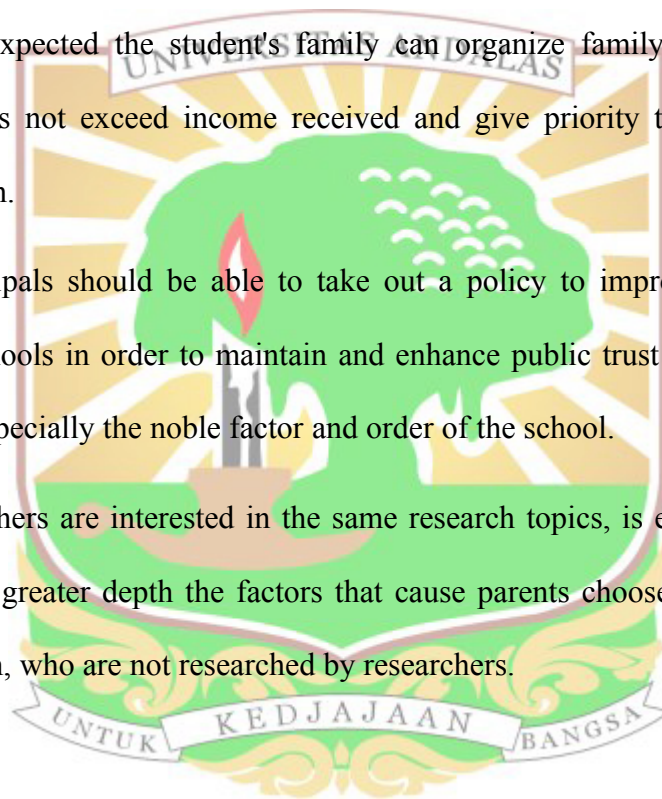 xpected the student's family can organize family
UNIVERSITAS ANDALAS
s not exceed income received and give priority t
n.
ipals should be able to take out a policy to impr
ools in order to maintain and enhance public trust
pecially the noble factor and order of the school.
hers are interested in the same research topics, is e
greater depth the factors that cause parents choose
n, who are not researched by researchers.
UNTUK KEDJAJAAN BANGSA